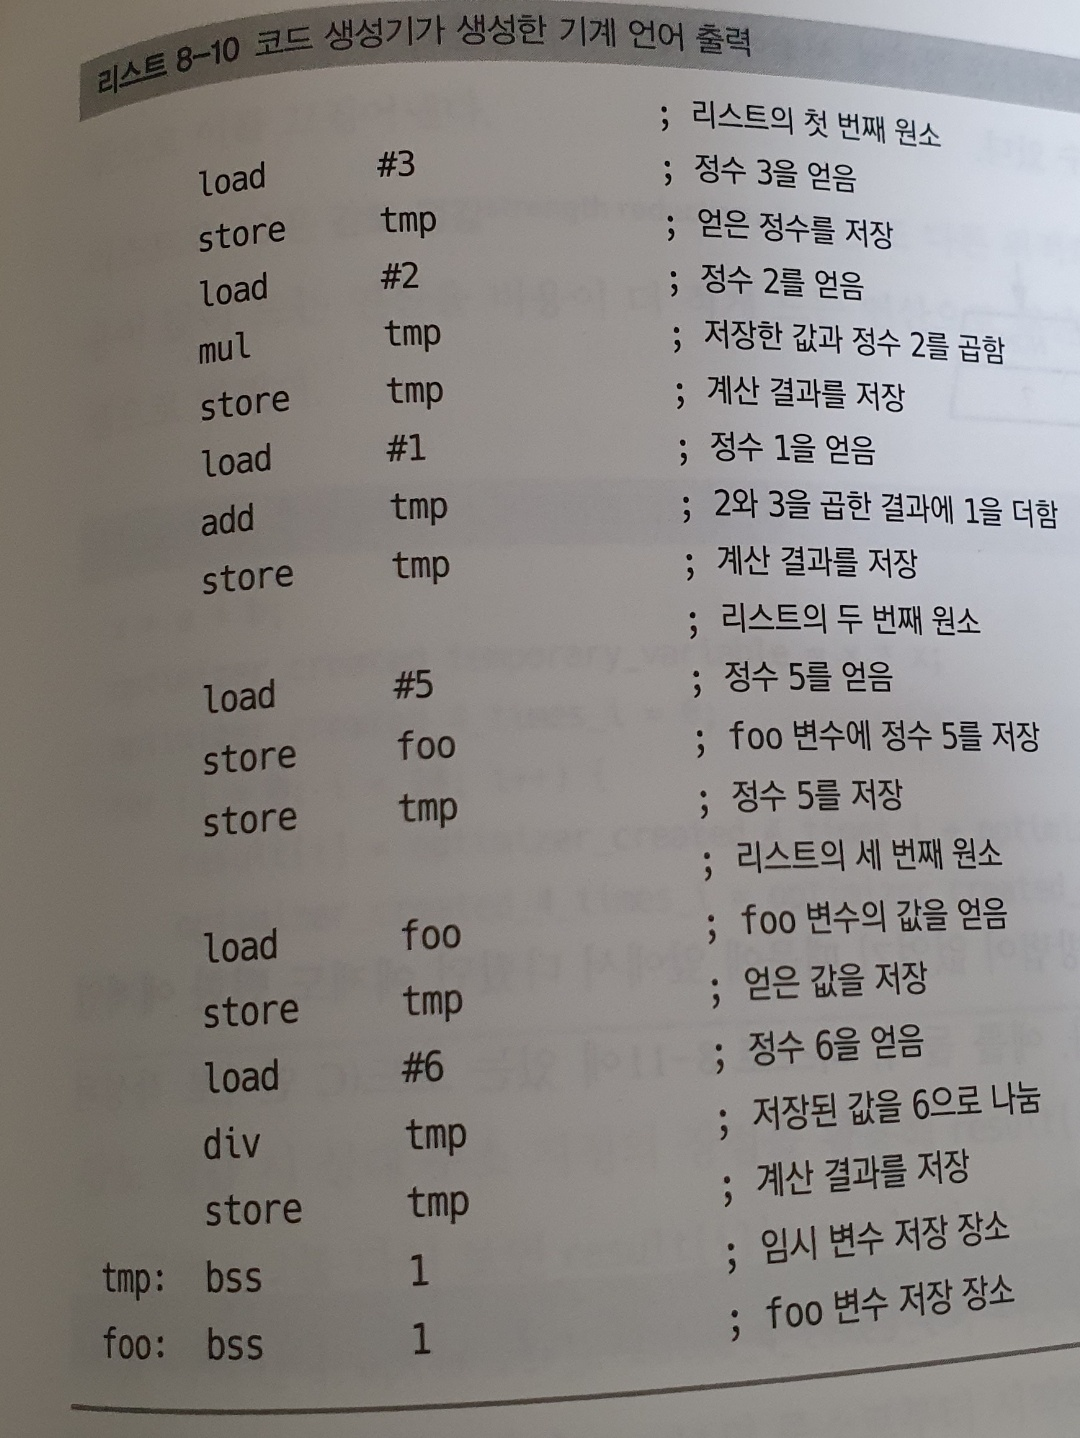 리스트 8-10 코드 생성기가 생성한 기계 언어 출력
; 리스트의 첫 번째 원소
load #3 ; 정수 3을 얻음
store tmp ; 얻은 정수를 저장
load #2 ; 정수 2를 얻음
mul tmp ; 저장한 값과 정수 2를 곱함
store tmp ; 계산 결과를 저장
load #1 ; 정수 1을 얻음
add tmp ; 2와 3을 곱한 결과에 1을 더함
store tmp ; 계산 결과를 저장
; 리스트의 두 번째 원소
load #5 ; 정수 5를 얻음
store foo ; foo 변수에 정수 5를 저장
store tmp ; 정수 5를 저장
; 리스트의 세 번째 원소
load foo ; foo 변수의 값을 얻음
store tmp ; 얻은 값을 저장
load #6 ; 정수 6을 얻음
div tmp ; 저장된 값을 6으로 나눔
store tmp ; 계산 결과를 저장
tmp: bss 1 ; 임시 변수 저장 장소
foo: bss 1 ; foo 변수 저장 장소